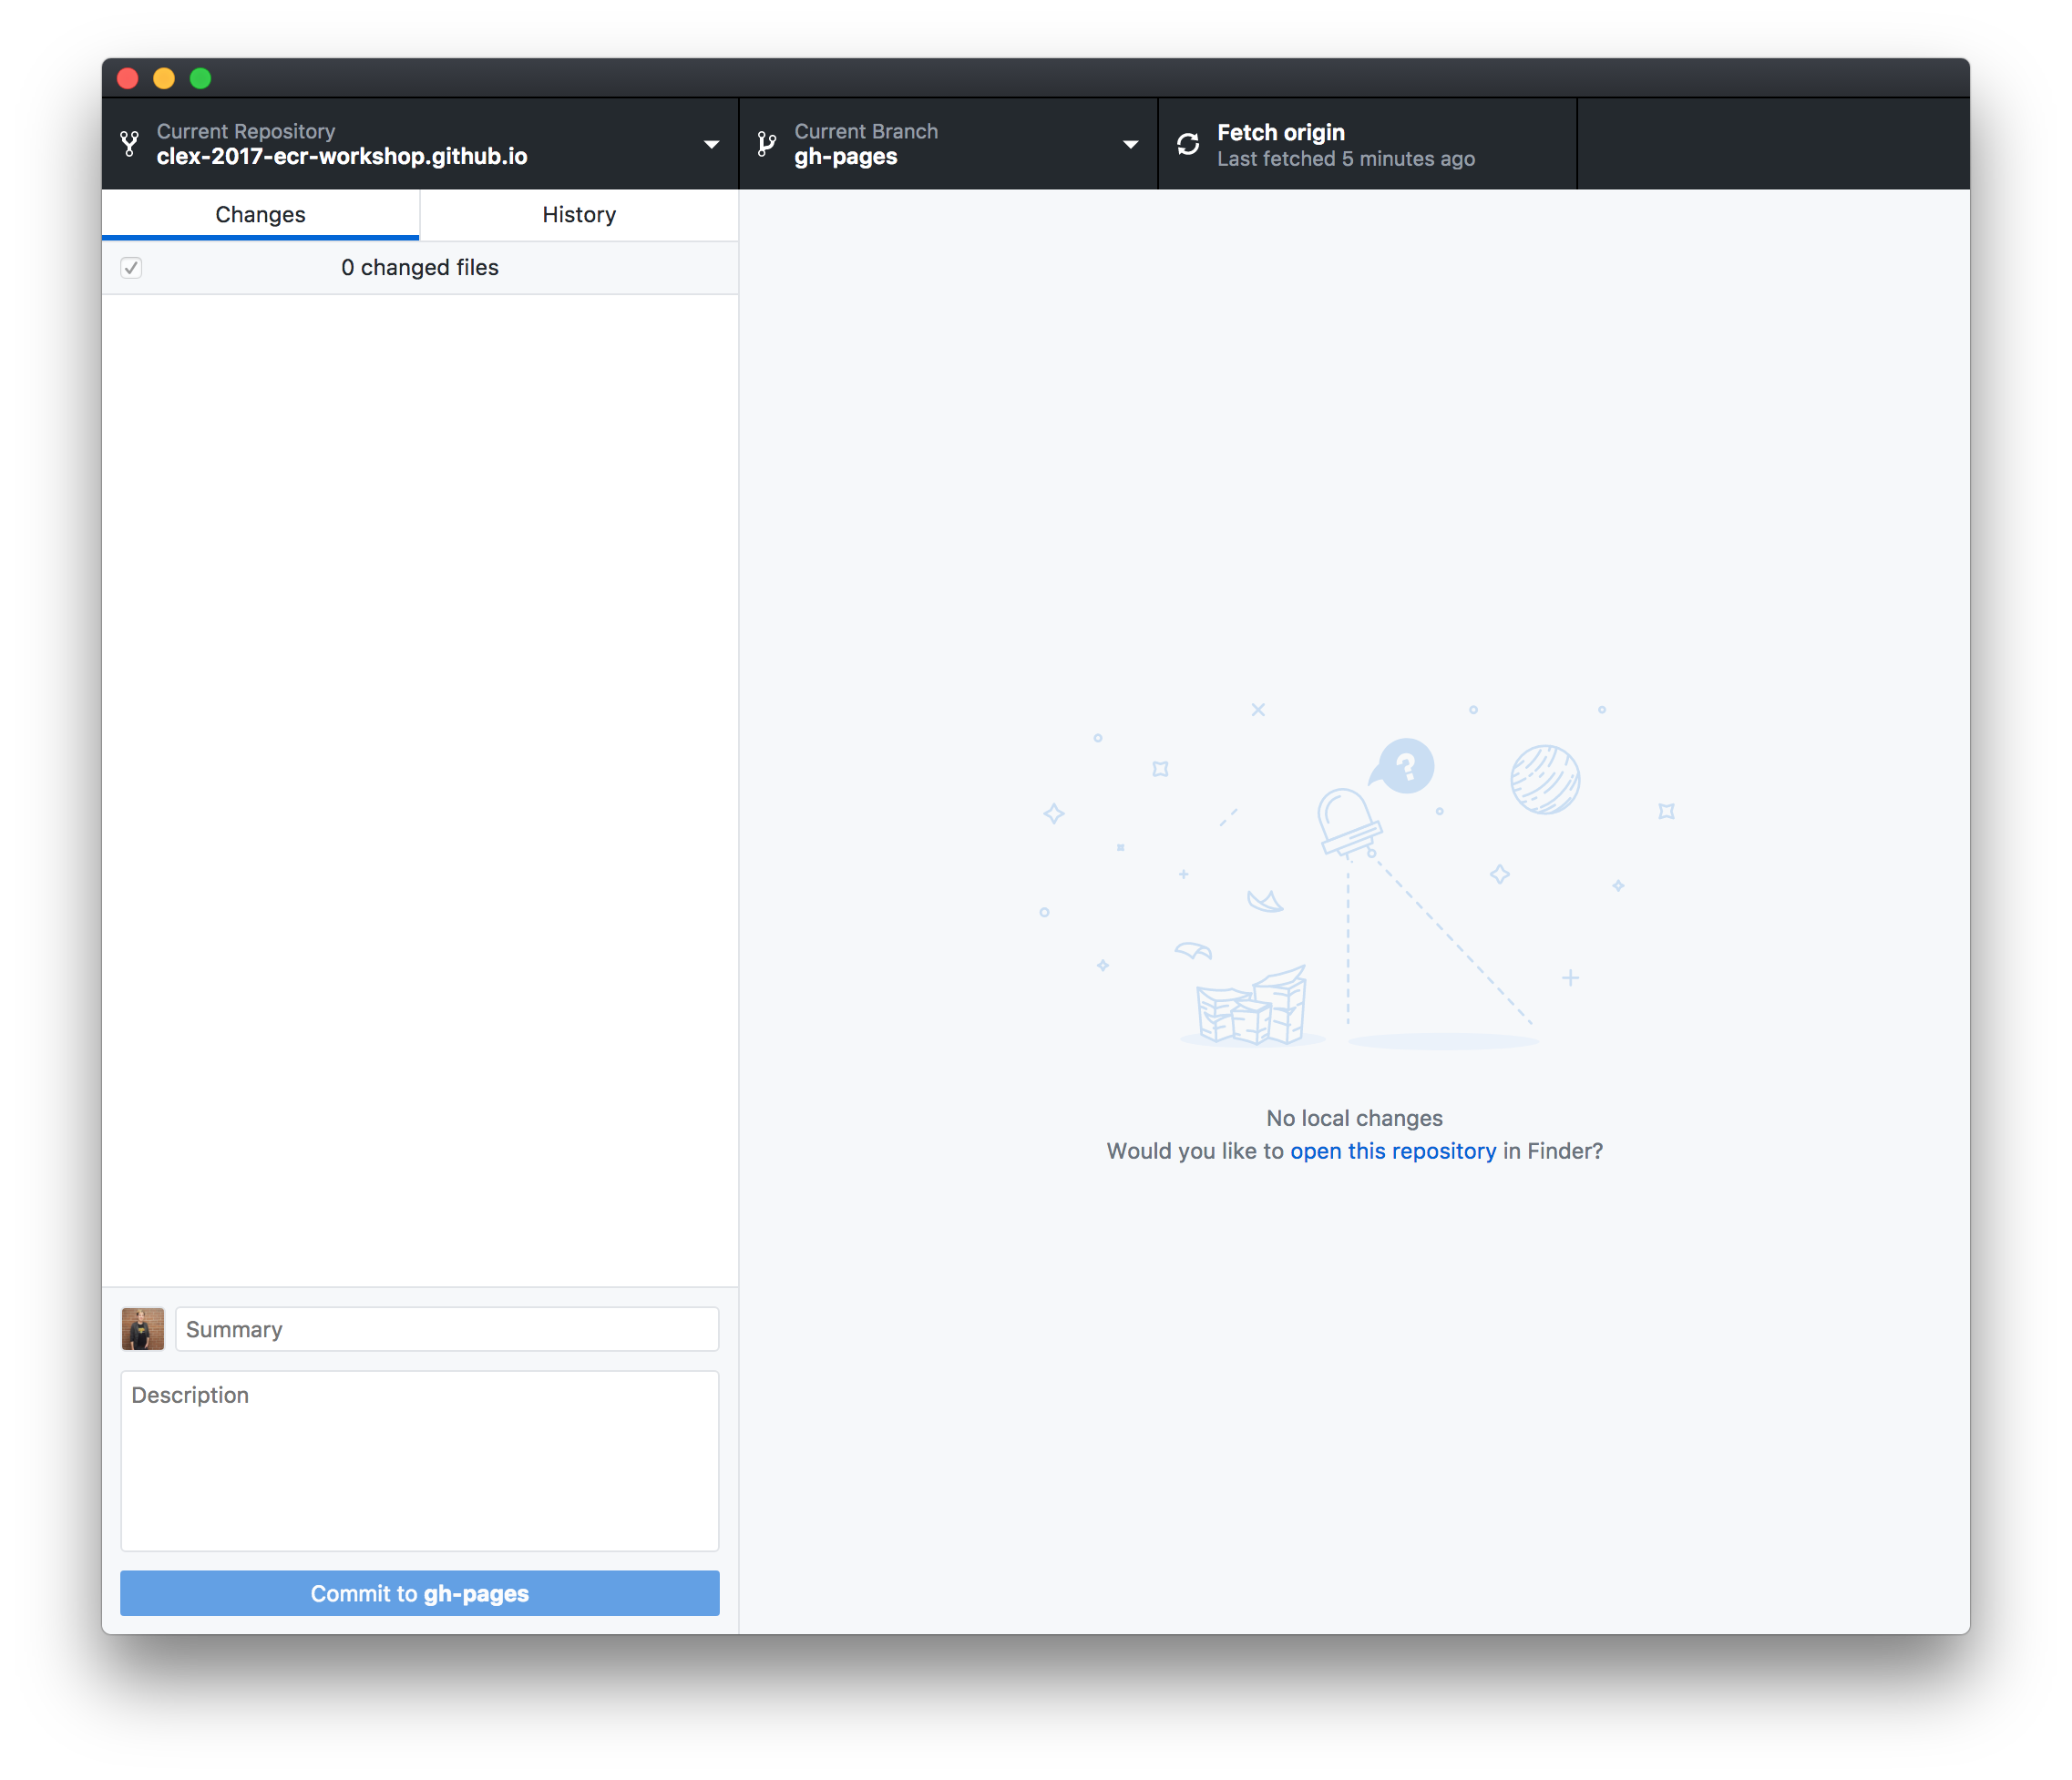 Current Repository
clex-2017-ecr-workshop.github.io
Current Branch
gh-pages
Fetch origin
Last fetched 5 minutes ago
Changes
History
0 changed files
?
No local changes
Would you like to open this repository in Finder?
Summary
Description
Commit to gh-pages